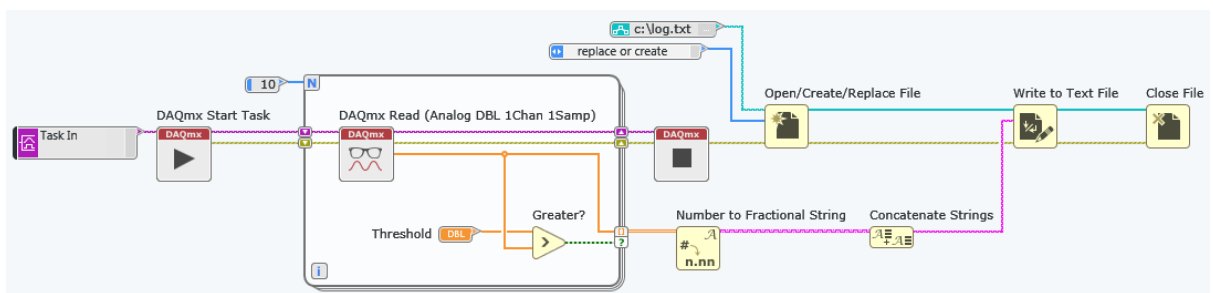 c:\log.txt
replace or create
10
N
Open/Create/Replace File
Write to Text File
Close File
DAQmx Start Task
DAQmx Read (Analog DBL 1Chan 1Samp)
Task In
DAQmx
DAQmx
DAQmx
Greater?
Number to Fractional String
Concatenate Strings
Threshold
DBL
>
?
#
A
n.nn
A
+
A
i